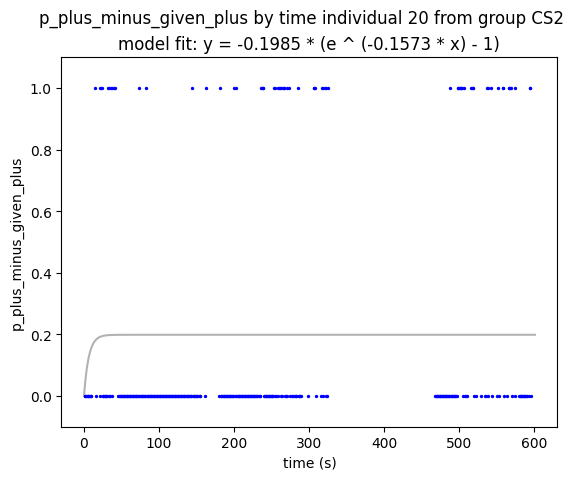 p_plus_minus_given_plus by time individual 20 from group CS2
model fit: y = -0.1985 * (e ^ (-0.1573 * x) - 1)
1.0
0.8
0.6
0.4
0.2
0.0
p_plus_minus_given_plus
0 100 200 300 400 500 600
time (s)